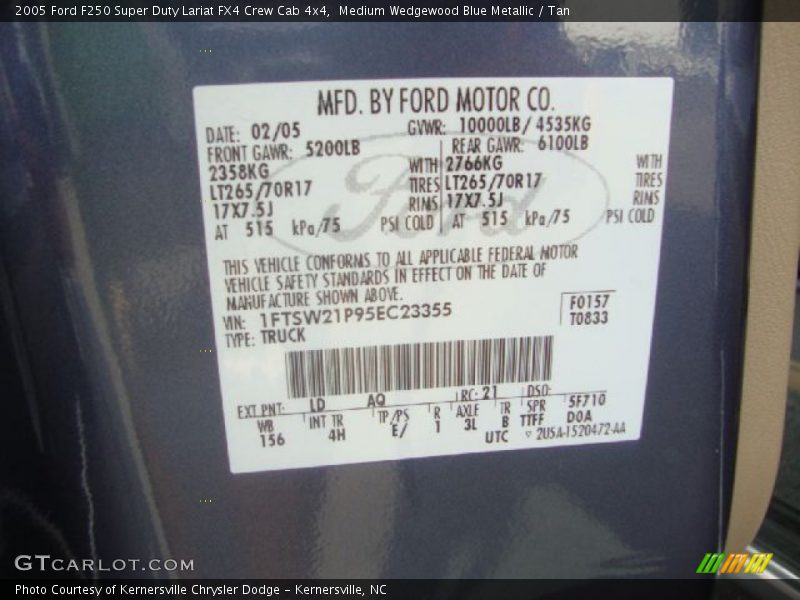 2005 Ford F250 Super Duty Lariat FX4 Crew Cab 4x4, Medium Wedgewood Blue Metallic / Tan
MFD. BY FORD MOTOR CO.
DATE: 02/05 GVWR: 10000LB/ 4535KG
FRONT GAWR: 5200LB REAR GAWR: 6100LB
2358KG WITH 2766KG WITH
LT265/70R17 TIRES LT265/70R17 TIRES
17X7.5J RIMS 17X7.5J RIMS
AT 515 kPa/75 PSI COLD AT 515 kPa/75 PSI COLD
Ford
THIS VEHICLE CONFORMS TO ALL APPLICABLE FEDERAL MOTOR
VEHICLE SAFETY STANDARDS IN EFFECT ON THE DATE OF
MANUFACTURE SHOWN ABOVE.
VIN: 1FTSW21P95EC23355 F0157
TYPE: TRUCK T0833
EXT PNT: LD AQ RC: 21 DSO:
WB INT TR TP/PS R AXLE TR SPR 5F710
156 4H E/ 1 3L B TTFF DOA
UTC 2U5A-1520472-AA
GTCARLOT.COM
Photo Courtesy of Kernersville Chrysler Dodge – Kernersville, NC